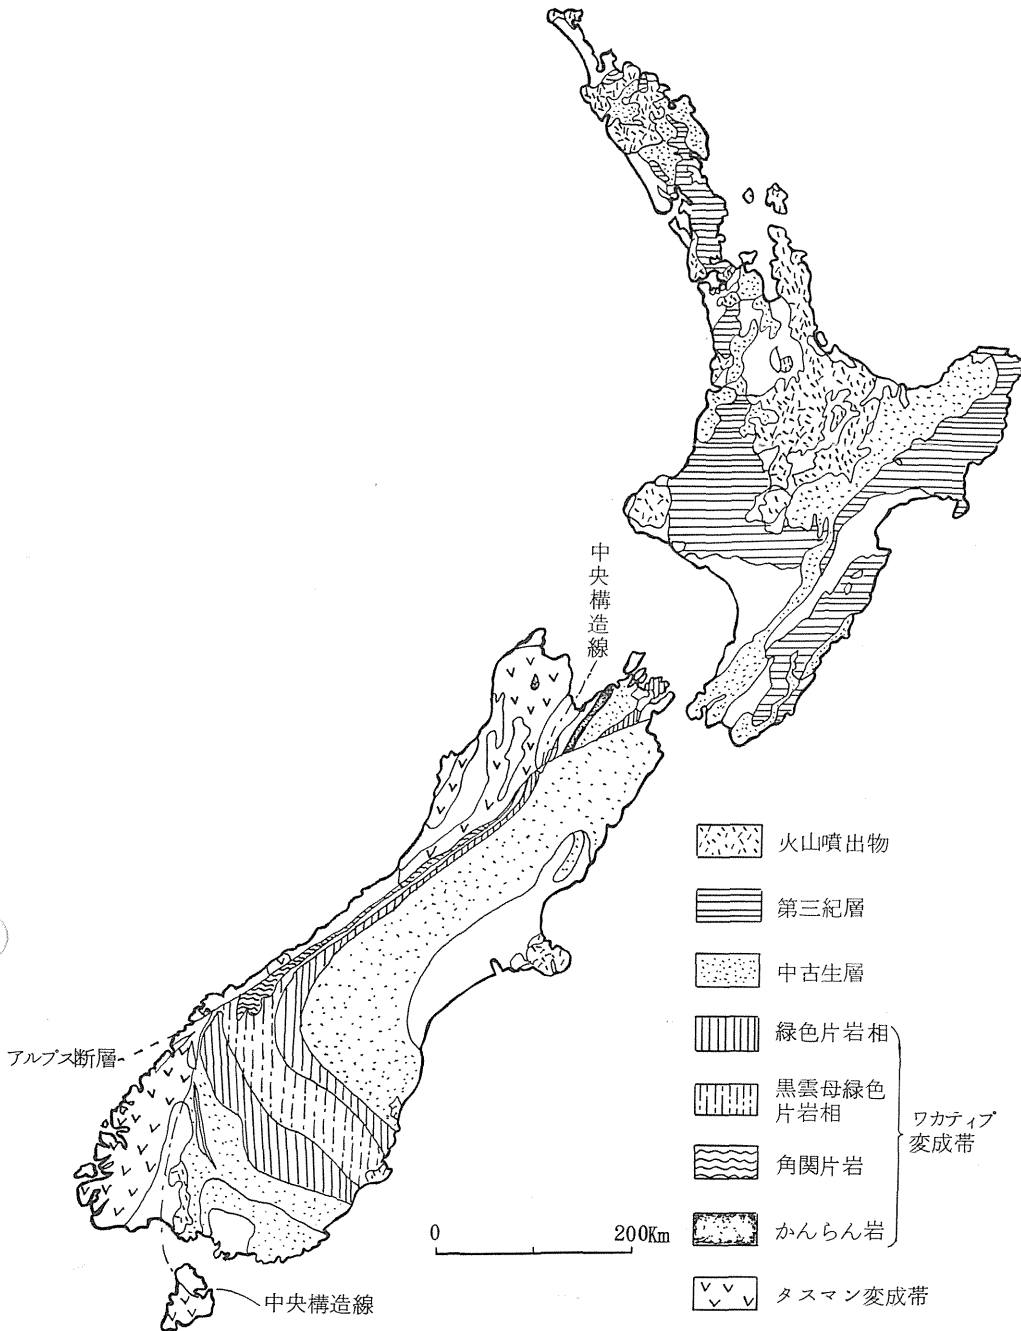 中央構造線
火山噴出物
第三紀層
中古生層
緑色片岩相
アルプス断層
黒雲母緑色
片岩相
ワカティプ
変成帯
角関片岩
かんらん岩
0 200Km
タスマン変成帯
中央構造線